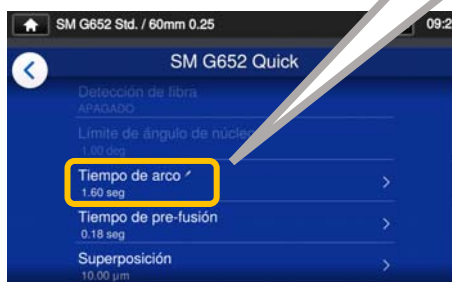 SM G652 Std. / 60mm 0.25
09:2
SM G652 Quick
Detección de fibra
APAGADO
Límite de ángulo de núcleo
1.00 deg
Tiempo de arco
1.60 seg
Tiempo de pre-fusión
0.18 seg
Superposición
10.00 µm